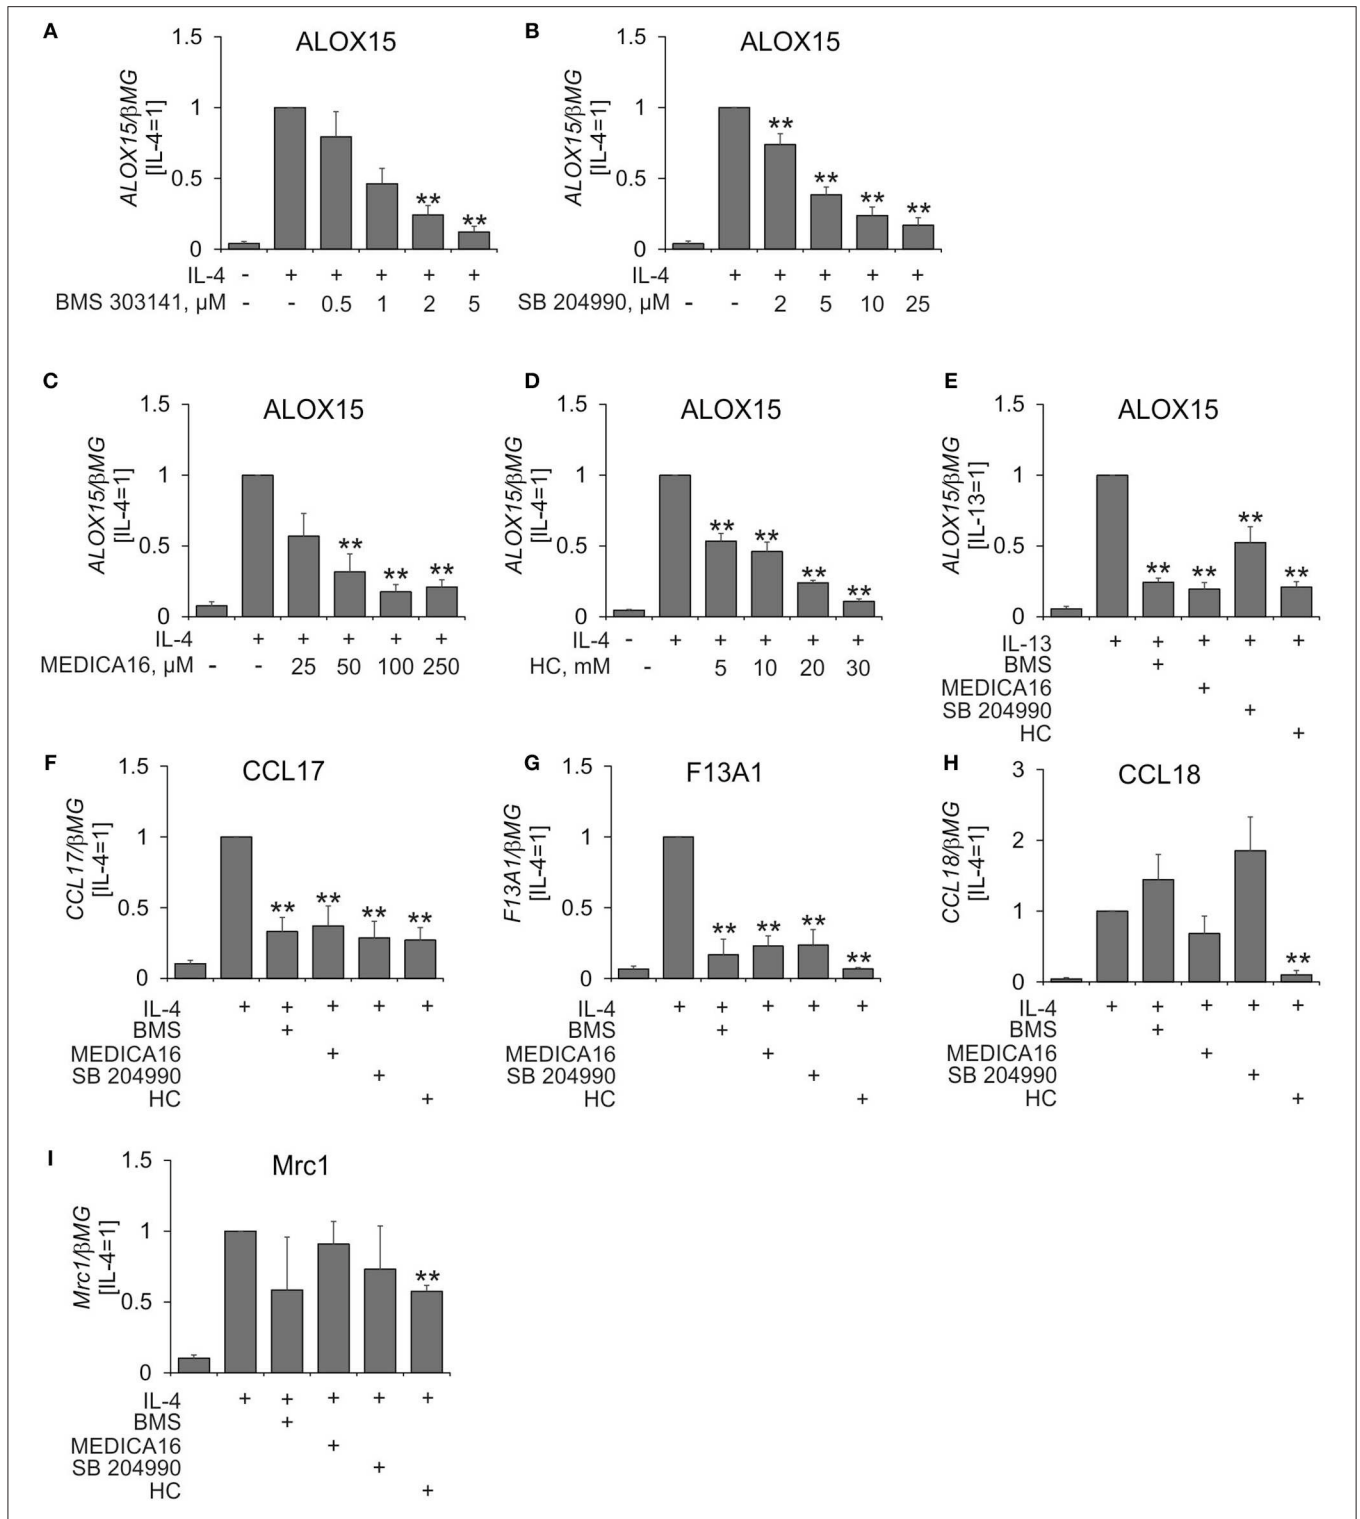 A
ALOX15
ALOX15/βMG
[IL-4=1]
1.5
1
0.5
0
** **
IL-4 - + + + + +
BMS 303141, µM - - 0.5 1 2 5
B
ALOX15
ALOX15/βMG
[IL-4=1]
1.5
1
0.5
0
** ** ** **
IL-4 + + + + +
SB 204990, µM - - 2 5 10 25
C
ALOX15
ALOX15/βMG
[IL-4=1]
1.5
1
0.5
0
** ** **
IL-4 + + + + +
MEDICA16, µM - - 25 50 100 250
D
ALOX15
ALOX15/βMG
[IL-4=1]
1.5
1
0.5
0
** ** ** **
IL-4 - + + + + +
HC, mM - 5 10 20 30
E
ALOX15
ALOX15/βMG
[IL-13=1]
1.5
1
0.5
0
** ** ** **
IL-13 + + + + +
BMS +
MEDICA16 +
SB 204990 +
HC +
F
CCL17
CCL17/βMG
[IL-4=1]
1.5
1
0.5
0
** ** ** **
IL-4 + + + + +
BMS +
MEDICA16 +
SB 204990 +
HC +
G
F13A1
F13A1/βMG
[IL-4=1]
1.5
1
0.5
0
** ** ** **
IL-4 + + + + +
BMS +
MEDICA16 +
SB 204990 +
HC +
H
CCL18
CCL18/βMG
[IL-4=1]
3
2
1
0
**
IL-4 + + + + +
BMS +
MEDICA16 +
SB 204990 +
HC +
I
Mrc1
Mrc1/βMG
[IL-4=1]
1.5
1
0.5
0
**
IL-4 + + + + +
BMS +
MEDICA16 +
SB 204990 +
HC +